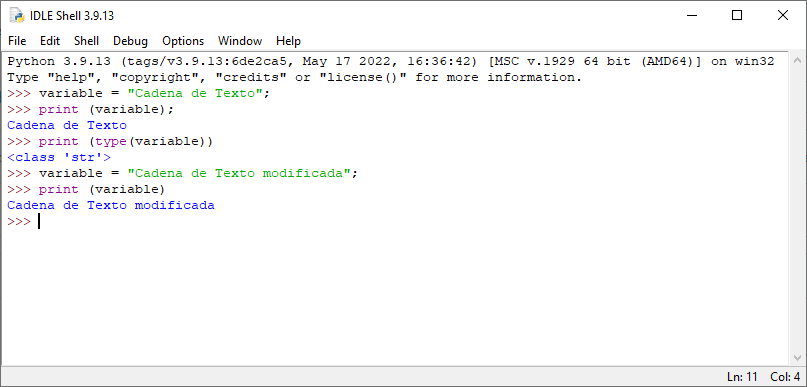 IDLE Shell 3.9.13
File Edit Shell Debug Options Window Help
Python 3.9.13 (tags/v3.9.13:6de2ca5, May 17 2022, 16:36:42) [MSC v.1929 64 bit (AMD64)] on win32
Type "help", "copyright", "credits" or "license()" for more information.
>>> variable = "Cadena de Texto";
>>> print (variable);
Cadena de Texto
>>> print (type(variable))
<class 'str'>
>>> variable = "Cadena de Texto modificada";
>>> print (variable)
Cadena de Texto modificada
>>>
Ln: 11 Col: 4